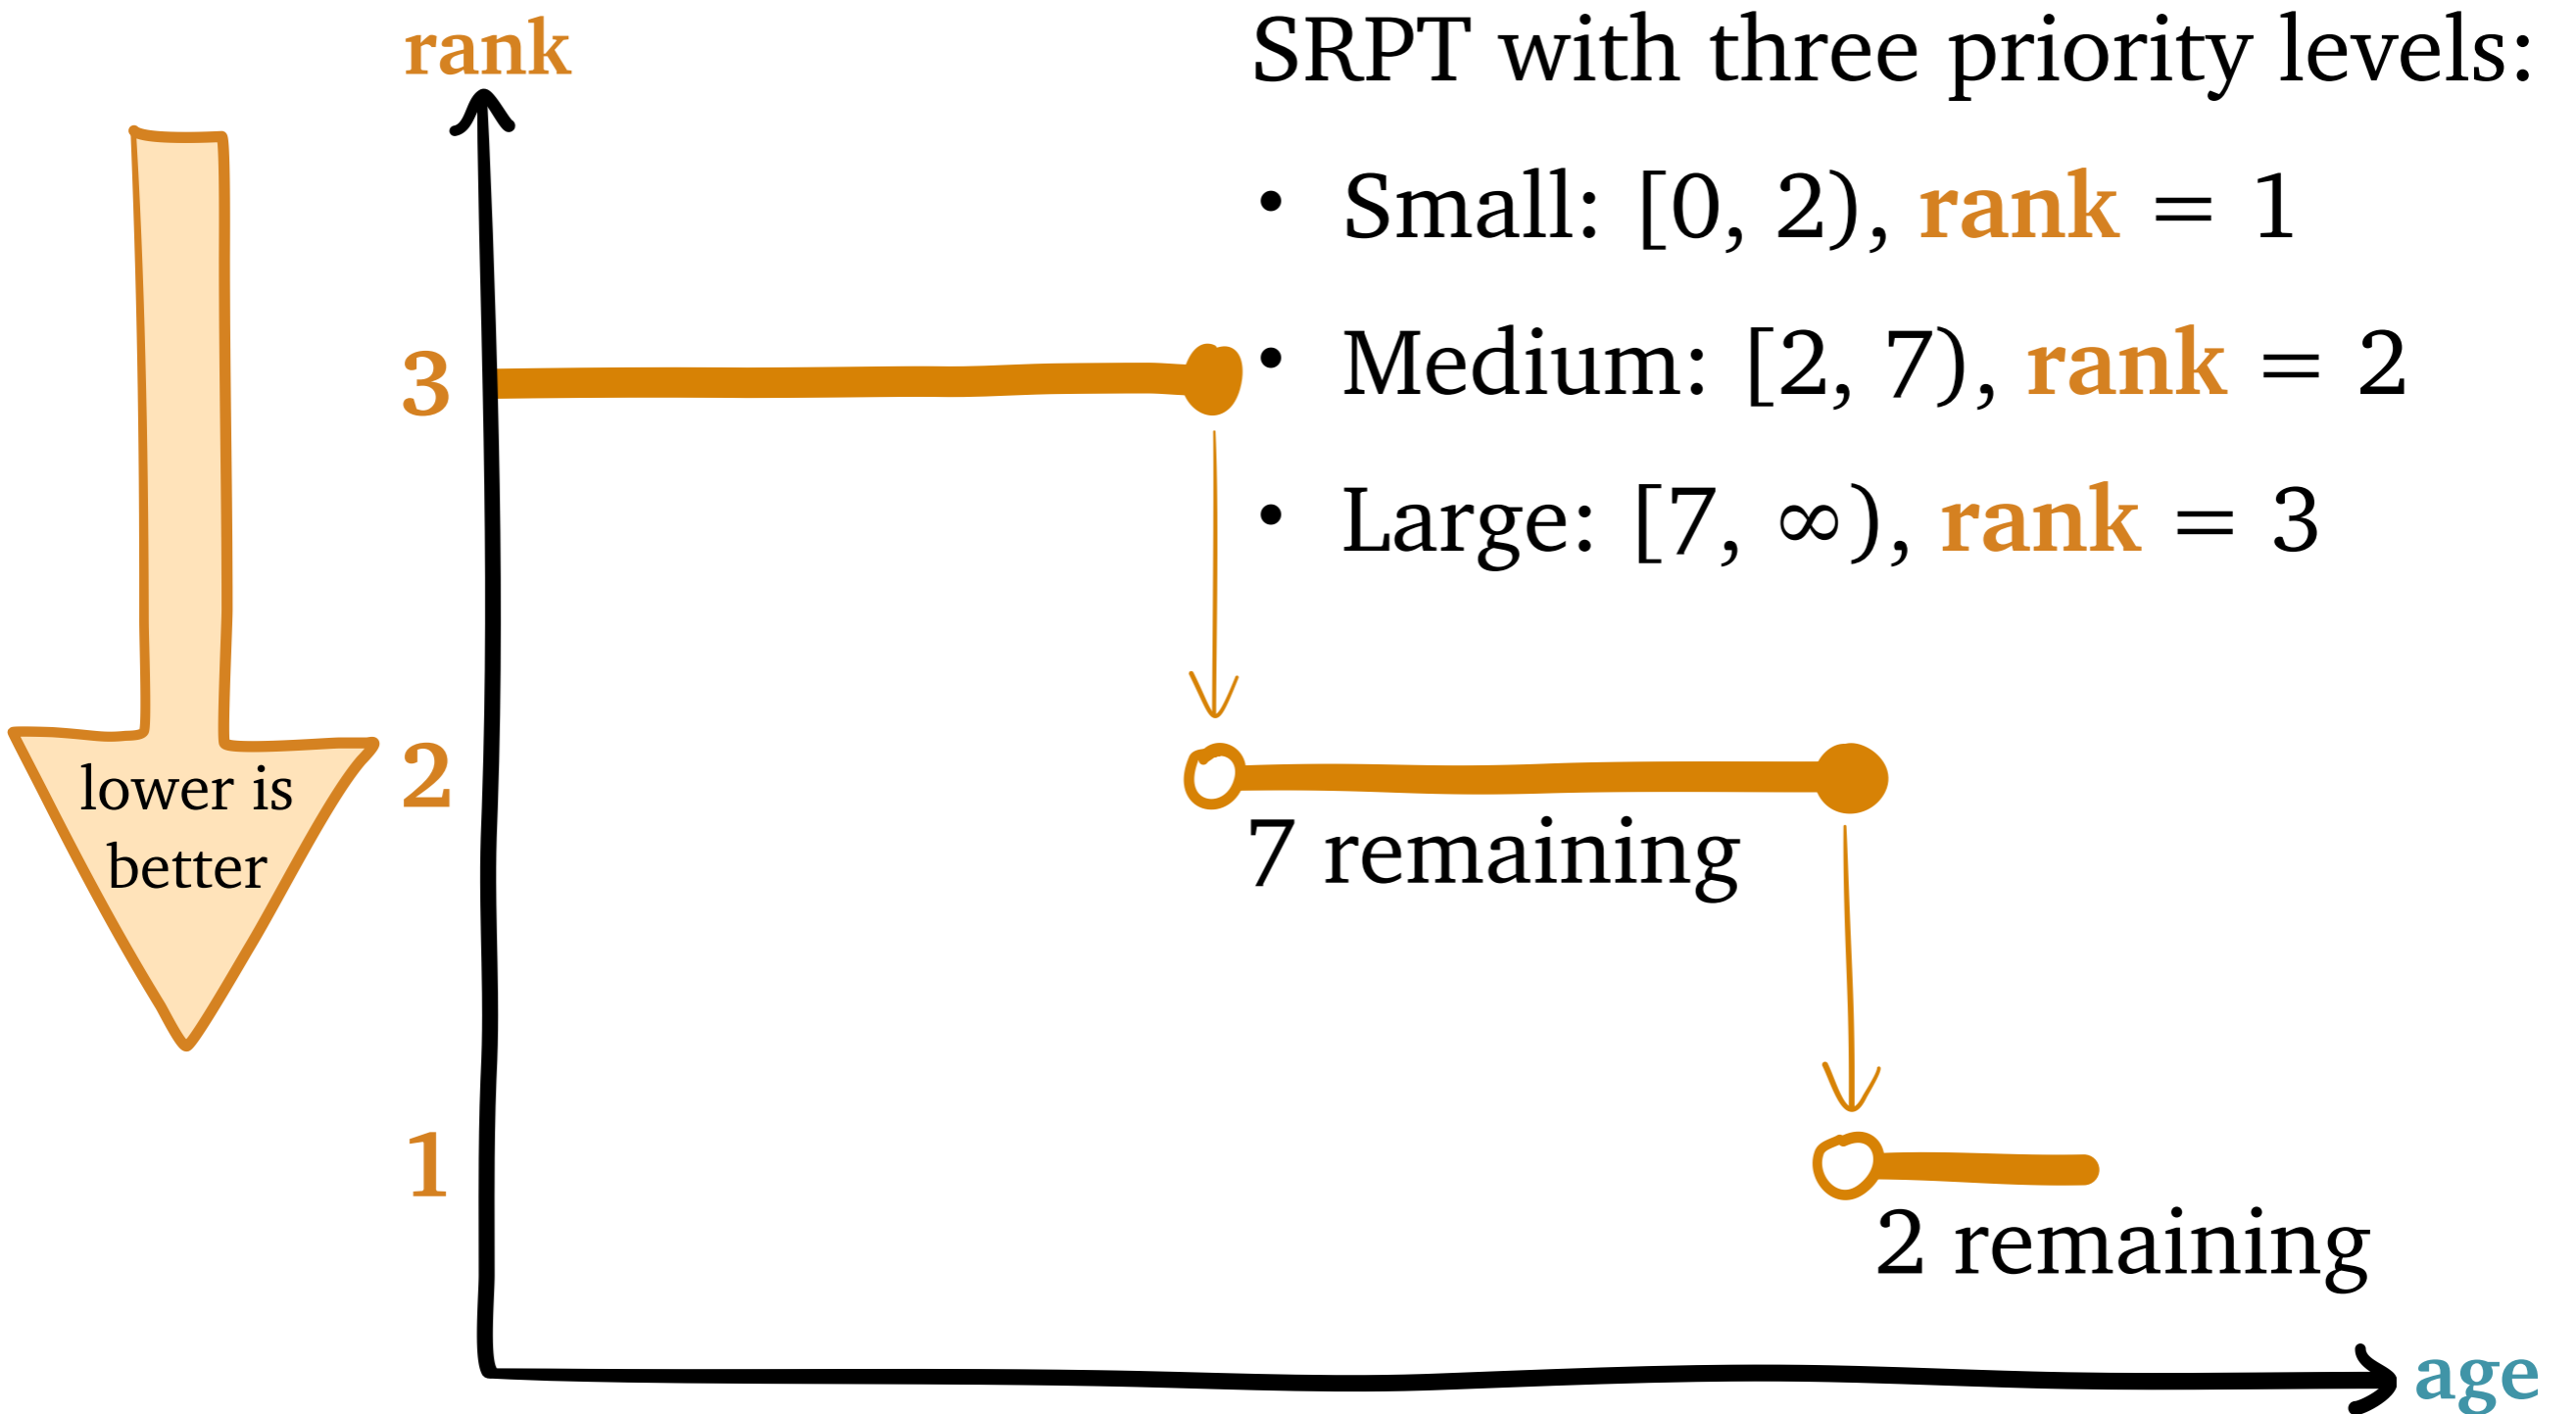 rank
SRPT with three priority levels:
• Small: [0, 2), rank = 1
• Medium: [2, 7), rank = 2
• Large: [7, ∞), rank = 3
3
2
1
lower is
better
7 remaining
2 remaining
age